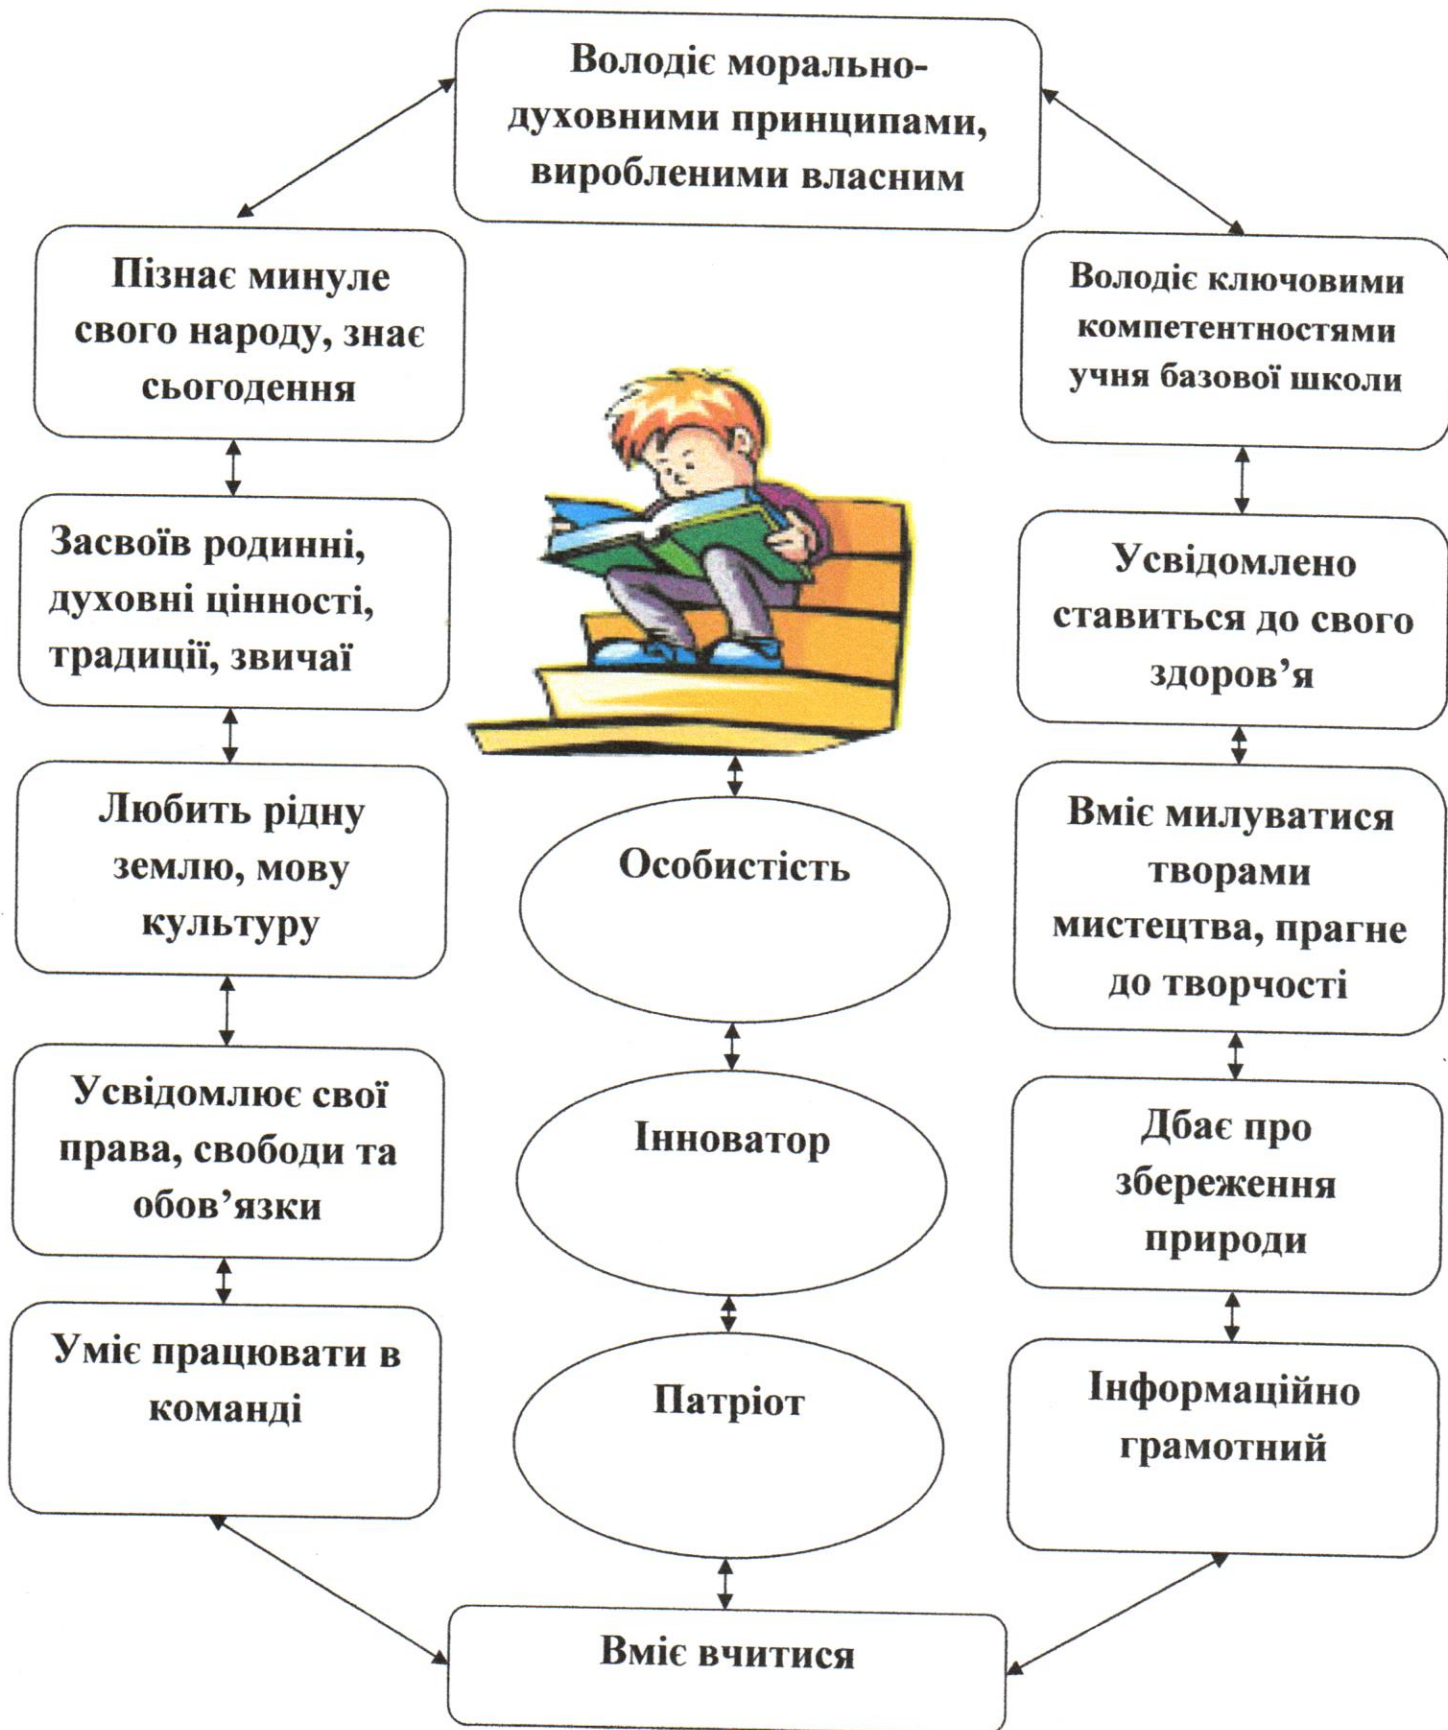 Володіє морально-
духовними принципами,
виробленими власним
Пізнає минуле
свого народу, знає
сьогодення
Володіє ключовими
компетентностями
учня базової школи
Засвоїв родинні,
духовні цінності,
традиції, звичаї
Усвідомлено
ставиться до свого
здоров’я
Любить рідну
землю, мову
культуру
Особистість
Вміє милуватися
творами
мистецтва, прагне
до творчості
Усвідомлює свої
права, свободи та
обов’язки
Інноватор
Дбає про
збереження
природи
Уміє працювати в
команді
Патріот
Інформаційно
грамотний
Вміє вчитися